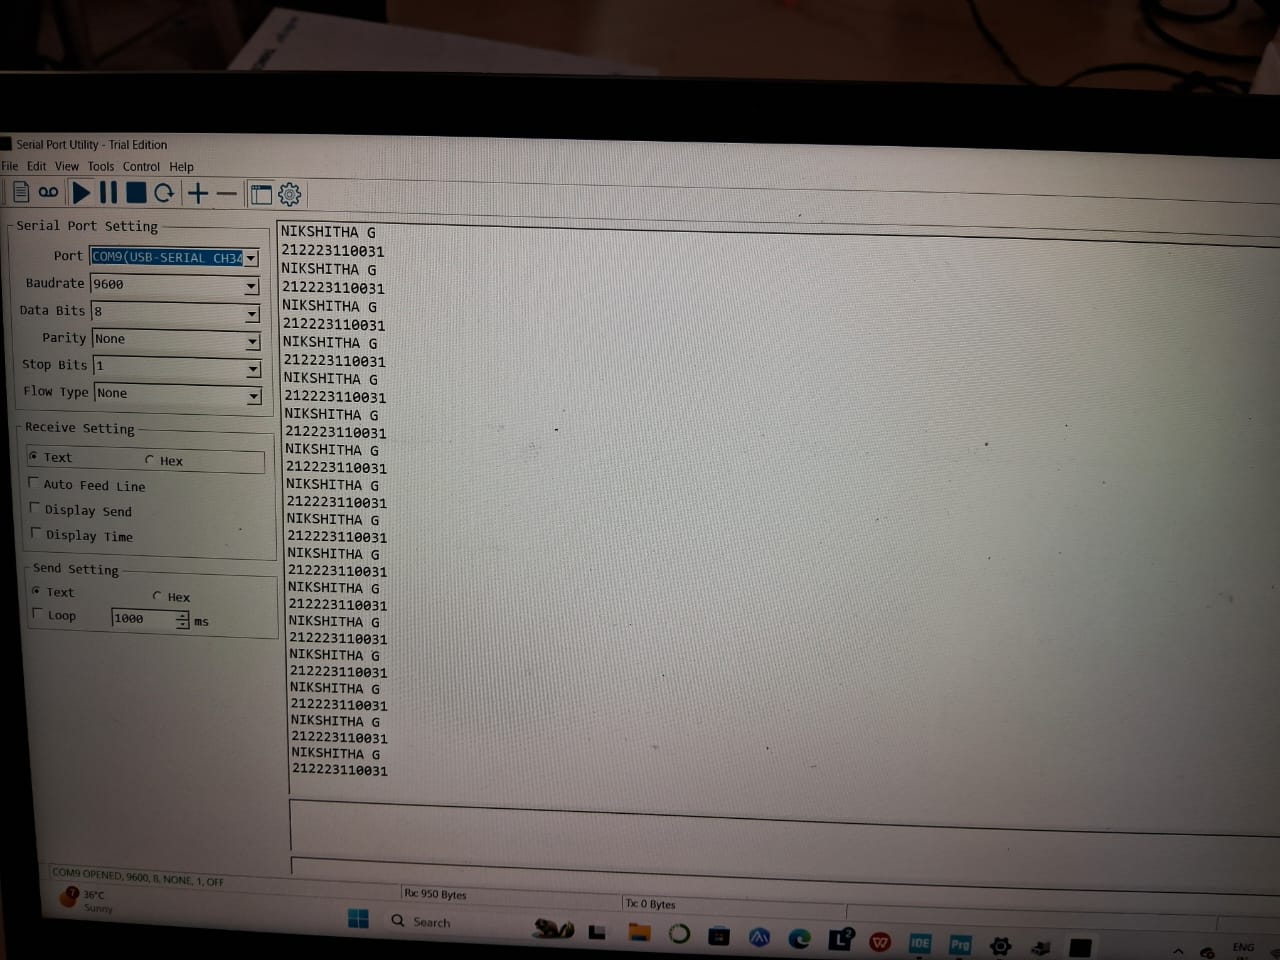 Serial Port Utility - Trial Edition
File Edit View Tools Control Help
Serial Port Setting
Port COM9(USB-SERIAL CH34
Baudrate 9600
Data Bits 8
Parity None
Stop Bits 1
Flow Type None
Receive Setting
Text Hex
Auto Feed Line
Display Send
Display Time
Send Setting
Text Hex
Loop 1000 ms
NIKSHITHA G
212223110031
NIKSHITHA G
212223110031
NIKSHITHA G
212223110031
NIKSHITHA G
212223110031
NIKSHITHA G
212223110031
NIKSHITHA G
212223110031
NIKSHITHA G
212223110031
NIKSHITHA G
212223110031
NIKSHITHA G
212223110031
NIKSHITHA G
212223110031
NIKSHITHA G
212223110031
NIKSHITHA G
212223110031
NIKSHITHA G
212223110031
NIKSHITHA G
212223110031
NIKSHITHA G
212223110031
NIKSHITHA G
212223110031
COM9 OPENED, 9600, 8, NONE, 1, OFF
Rx: 950 Bytes
Tx: 0 Bytes
7
36°C
Sunny
Search
L 2
W
IDE
Prg
ENG